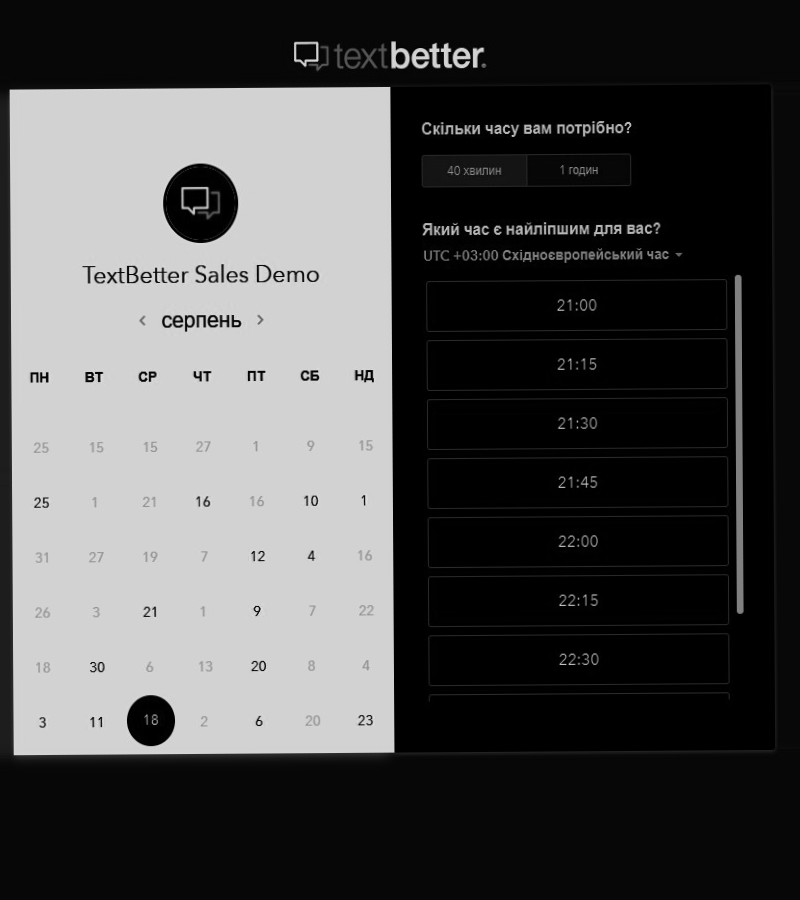 textbetter.
TextBetter Sales Demo
серпень
ПН ВТ СР ЧТ ПТ СБ НД
25 15 15 27 1 9 15
25 1 21 16 16 10 1
31 27 19 7 12 4 16
26 3 21 1 9 7 22
18 30 6 13 20 8 4
3 11 18 2 6 20 23
Скільки часу вам потрібно?
40 хвилин 1 годин
Який час є найліпшим для вас?
UTC +03:00 Східноєвропейський час
21:00
21:15
21:30
21:45
22:00
22:15
22:30